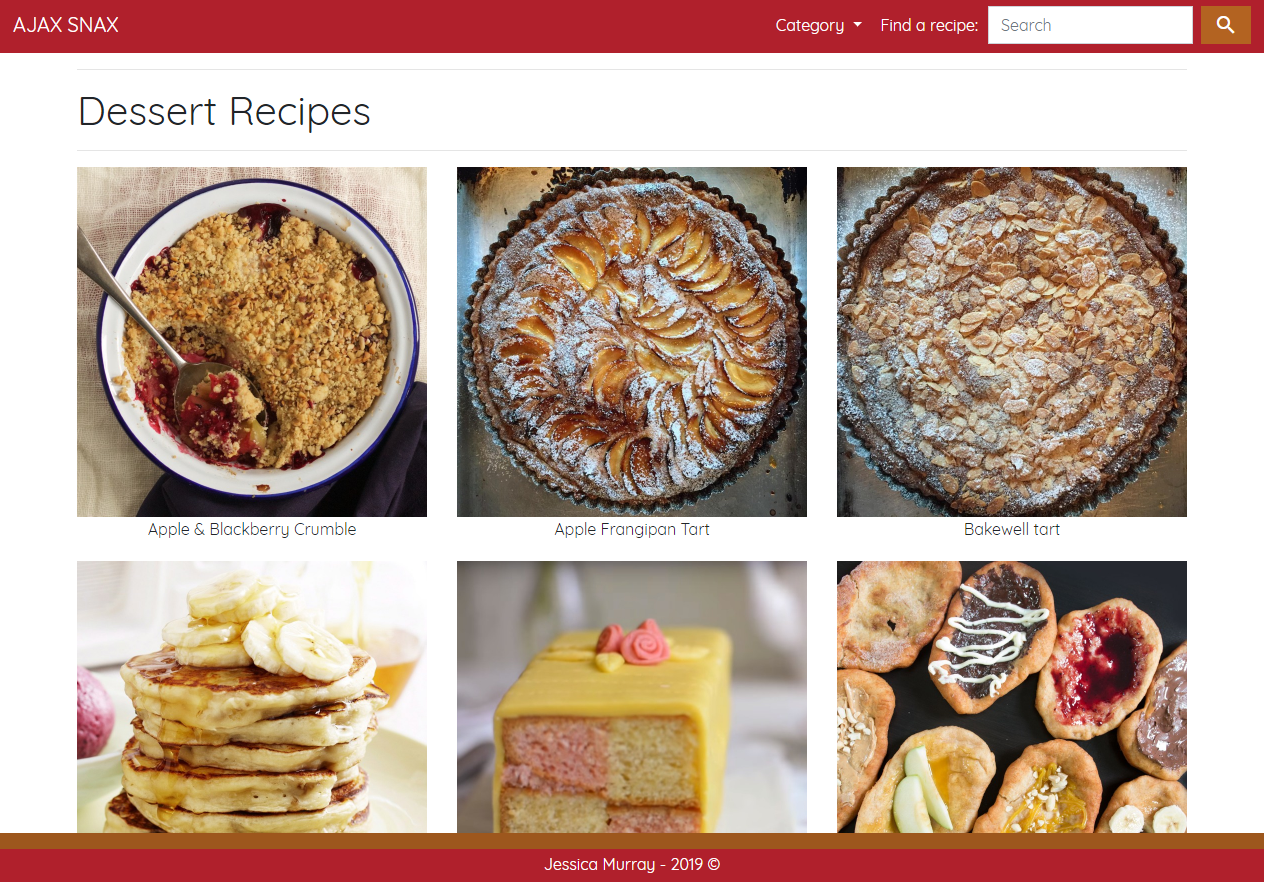 AJAX SNAX
Category
Find a recipe:
Search
Dessert Recipes
Apple & Blackberry Crumble
Apple Frangipan Tart
Bakewell tart
Jessica Murray - 2019 ©